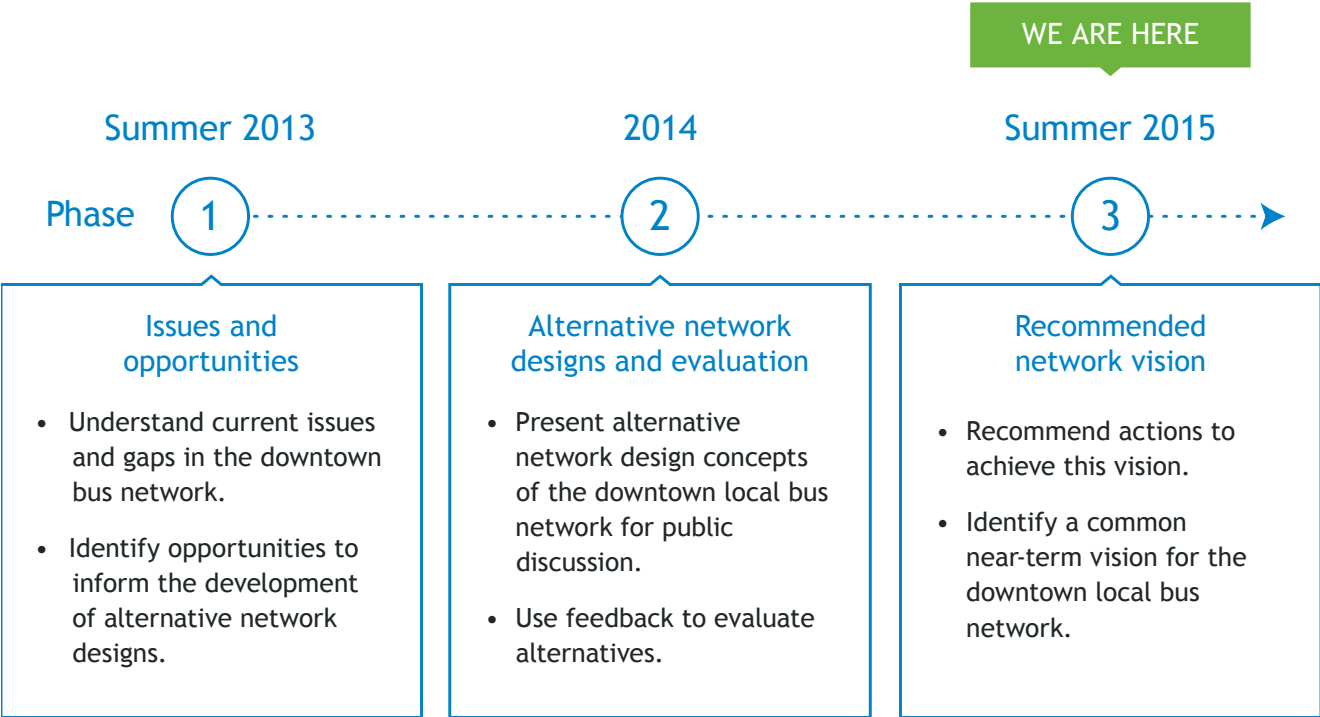 WE ARE HERE
Summer 2013
2014
Summer 2015
Phase
1
2
3
Issues and
opportunities
• Understand current issues
and gaps in the downtown
bus network.
• Identify opportunities to
inform the development
of alternative network
designs.
Alternative network
designs and evaluation
• Present alternative
network design concepts
of the downtown local bus
network for public
discussion.
• Use feedback to evaluate
alternatives.
Recommended
network vision
• Recommend actions to
achieve this vision.
• Identify a common
near-term vision for the
downtown local bus
network.